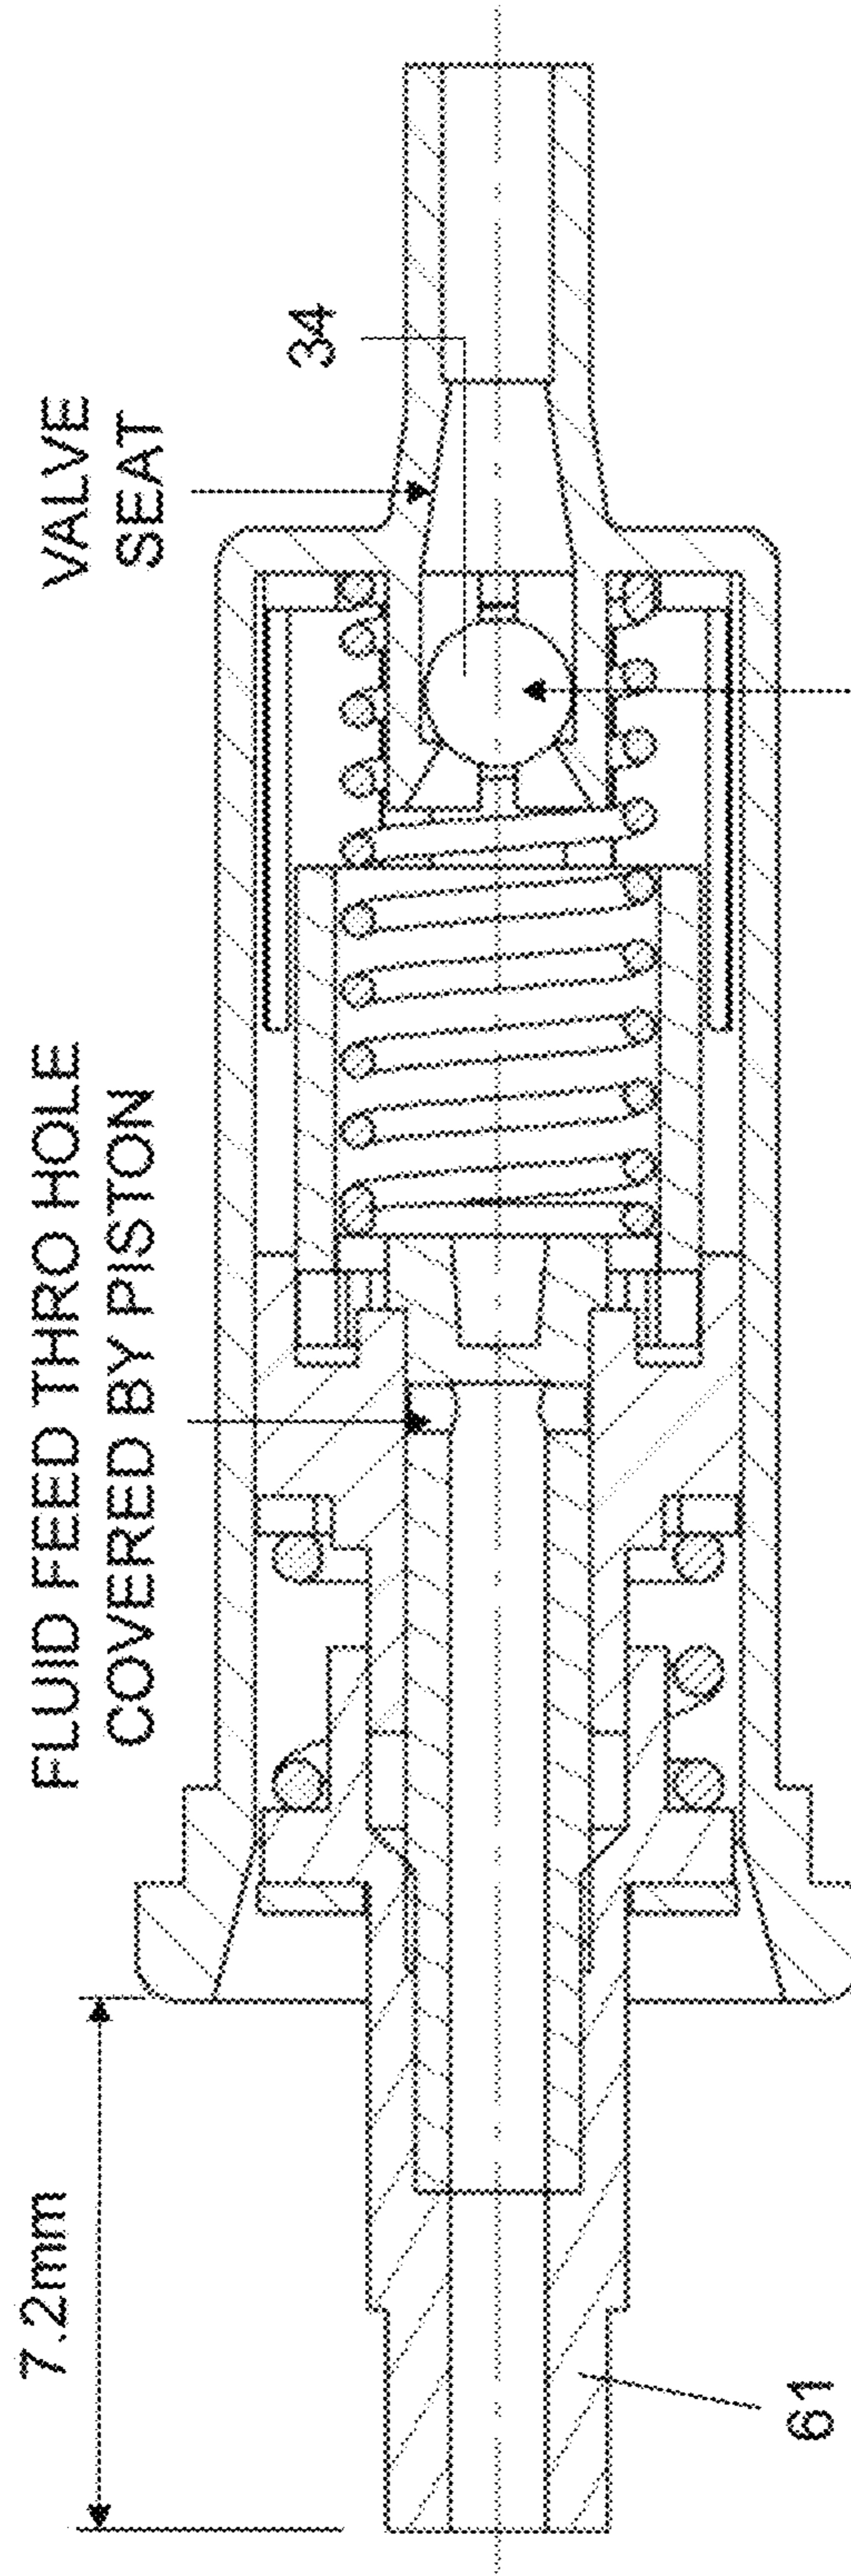 7.2mm
FLUID FEED THRO HOLE
COVERED BY PISTON
VALVE
SEAT
34
61